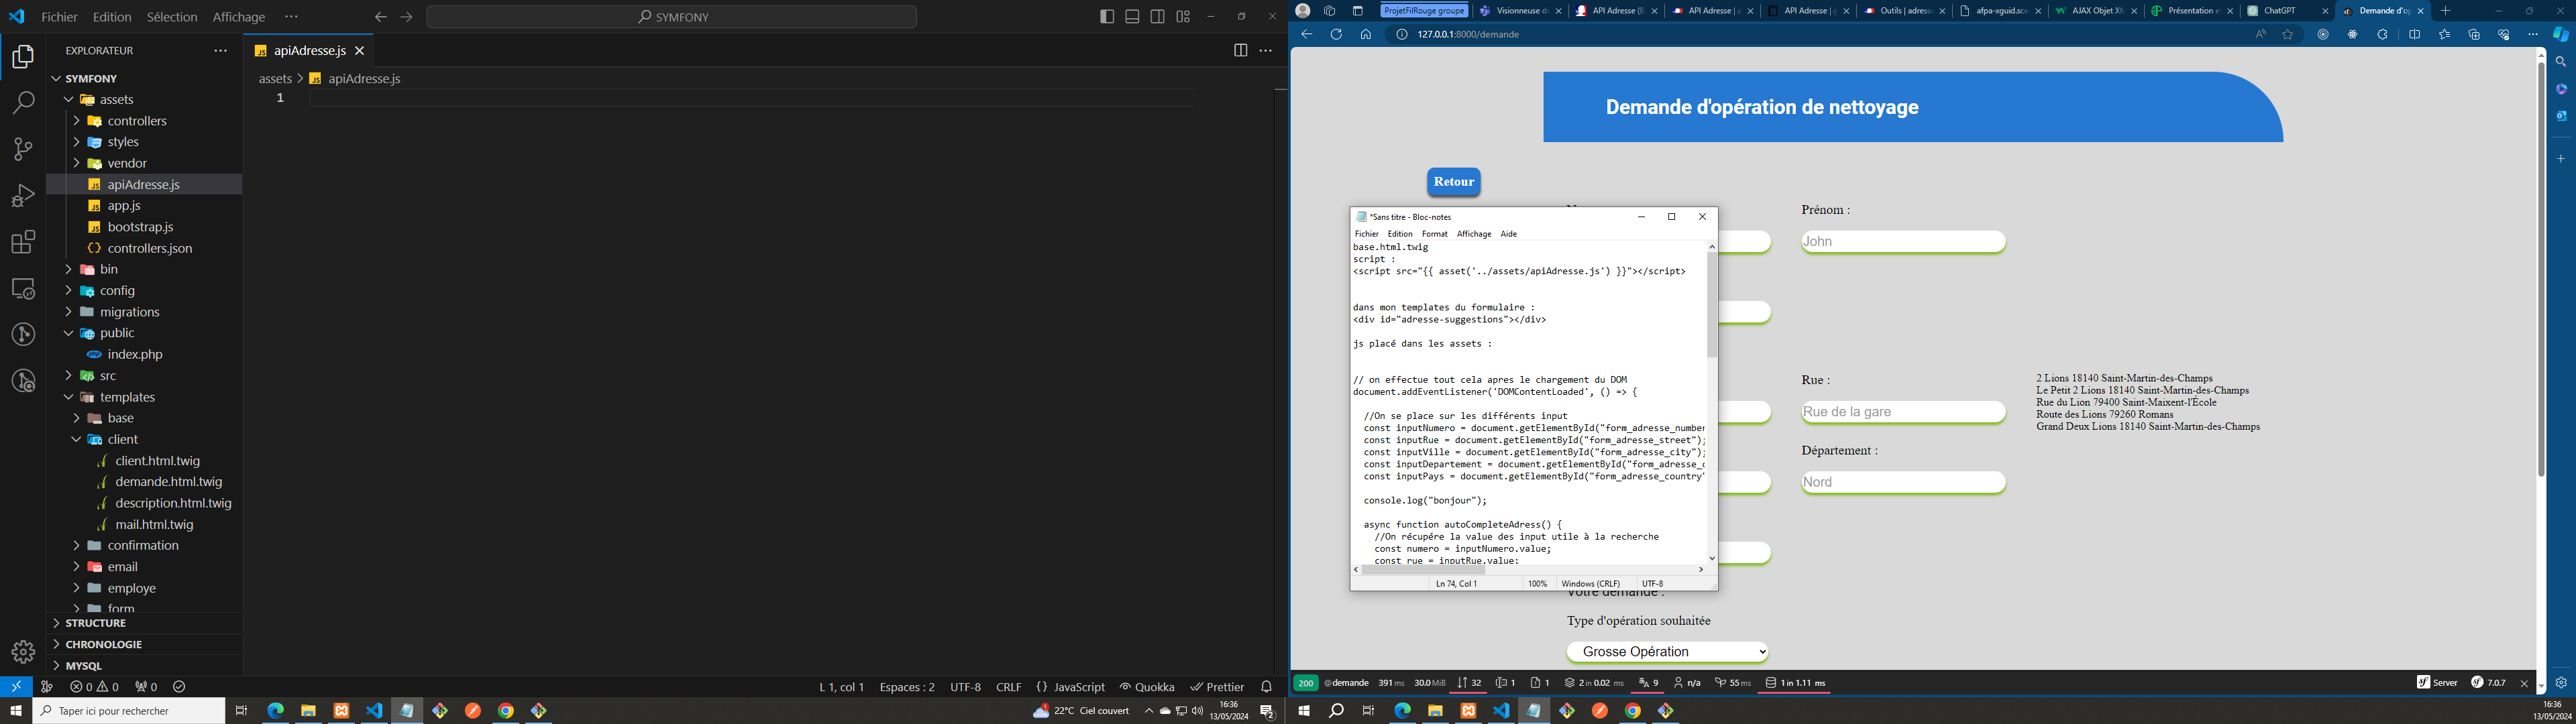 Fichier Edition Sélection Affichage ···
SYMFONY
EXPLORATEUR
SYMFONY
assets
controllers
styles
vendor
apiAdresse.js
app.js
bootstrap.js
controllers.json
bin
config
migrations
public
index.php
src
templates
base
client
client.html.twig
demande.html.twig
description.html.twig
mail.html.twig
confirmation
email
employe
form
STRUCTURE
CHRONOLOGIE
MYSQL
apiAdresse.js
assets > apiAdresse.js
1
0 0 0
L 1, col 1 Espaces : 2 UTF-8 CRLF {} JavaScript Quokka Prettier
Taper ici pour rechercher
22°C Ciel couvert
16:36
13/05/2024
2
ProjetFilRouge groupe
Visionneuse de
API Adresse (B
API Adresse | a
API Adresse | g
Outils | adress
afpa-xguid.sce
AJAX Objet XM
Présentation e
ChatGPT
Demande d'op
127.0.0.1:8000/demande
Demande d'opération de nettoyage
Retour
Prénom :
John
Rue :
Rue de la gare
2 Lions 18140 Saint-Martin-des-Champs
Le Petit 2 Lions 18140 Saint-Martin-des-Champs
Rue du Lion 79400 Saint-Maixent-l'École
Route des Lions 79260 Romans
Grand Deux Lions 18140 Saint-Martin-des-Champs
Département :
Nord
Votre demande :
Type d'opération souhaitée
Grosse Opération
*Sans titre - Bloc-notes
Fichier Edition Format Affichage Aide
base.html.twig
script :
<script src="{{ asset('../assets/apiAdresse.js') }}"></script>
dans mon templates du formulaire :
<div id="adresse-suggestions"></div>
js placé dans les assets :
// on effectue tout cela apres le chargement du DOM
document.addEventListener('DOMContentLoaded', () => {
//On se place sur les différents input
const inputNumero = document.getElementById("form_adresse_number
const inputRue = document.getElementById("form_adresse_street");
const inputVille = document.getElementById("form_adresse_city");
const inputDepartement = document.getElementById("form_adresse_c
const inputPays = document.getElementById("form_adresse_country"
console.log("bonjour");
async function autoCompleteAdress() {
//On récupére la value des input utile à la recherche
const numero = inputNumero.value;
const rue = inputRue.value;
Ln 74, Col 1 100% Windows (CRLF) UTF-8
200 @demande 391 ms 30.0 MiB 32 1 1 2 in 0.02 ms 9 n/a 55 ms 1 in 1.11 ms Server 7.0.7
16:36
13/05/2024